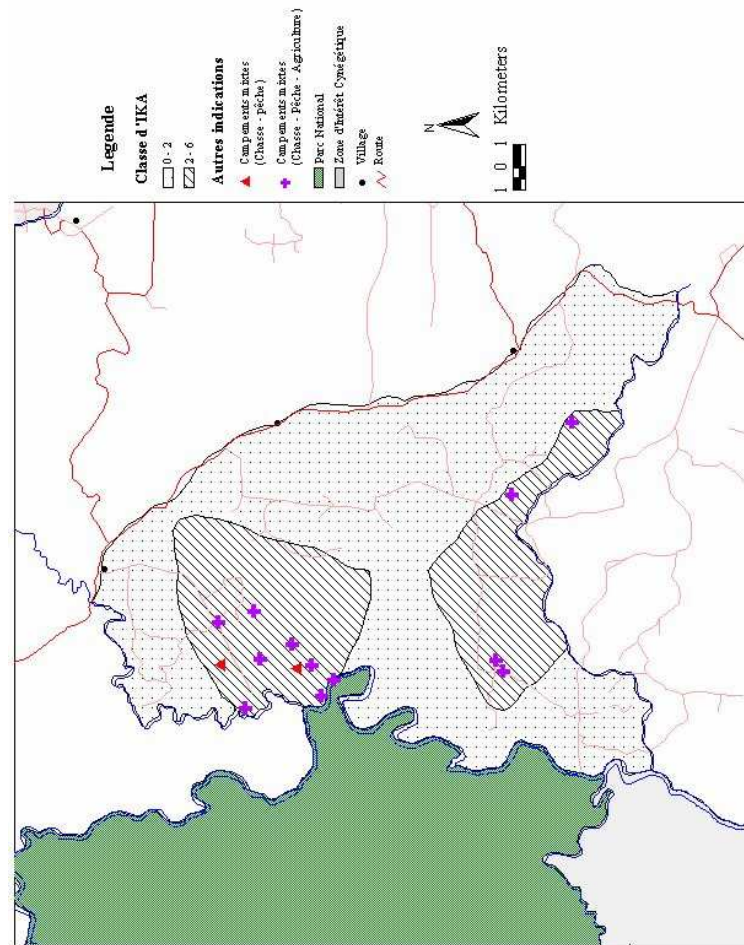 Legende
Classe d'IKA
0 - 2
2 - 6
Autres indications
Campements mixtes
(Chasse - pêche)
Campements mixtes
(Chasse - Pêche - Agriculture)
Parc National
Zone d'Intérêt Cynégétique
Village
Route
N
1 0 1 Kilometers